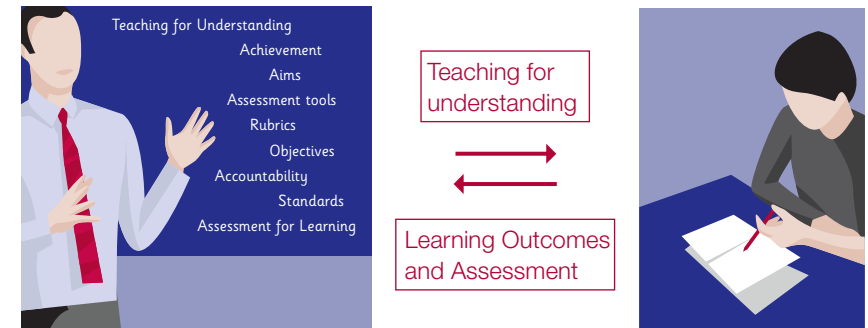 Teaching for Understanding
Achievement
Aims
Assessment tools
Rubrics
Objectives
Accountability
Standards
Assessment for Learning
Teaching for
understanding
Learning Outcomes
and Assessment